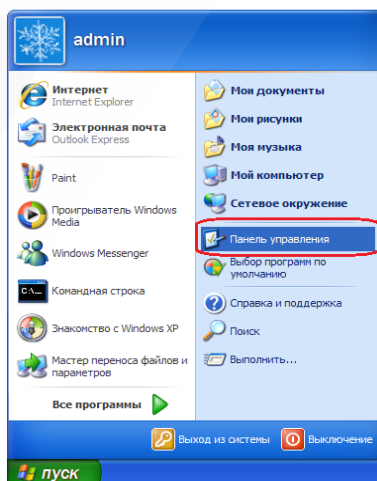 admin
Интернет
Internet Explorer
Электронная почта
Outlook Express
Paint
Проигрыватель Windows
Media
Windows Messenger
C:\_
Командная строка
Знакомство с Windows XP
Мастер переноса файлов и
параметров
Все программы
Мои документы
Мои рисунки
Моя музыка
Мой компьютер
Сетевое окружение
Панель управления
Выбор программ по
умолчанию
Справка и поддержка
Поиск
Выполнить...
Выход из системы
Выключение
пуск